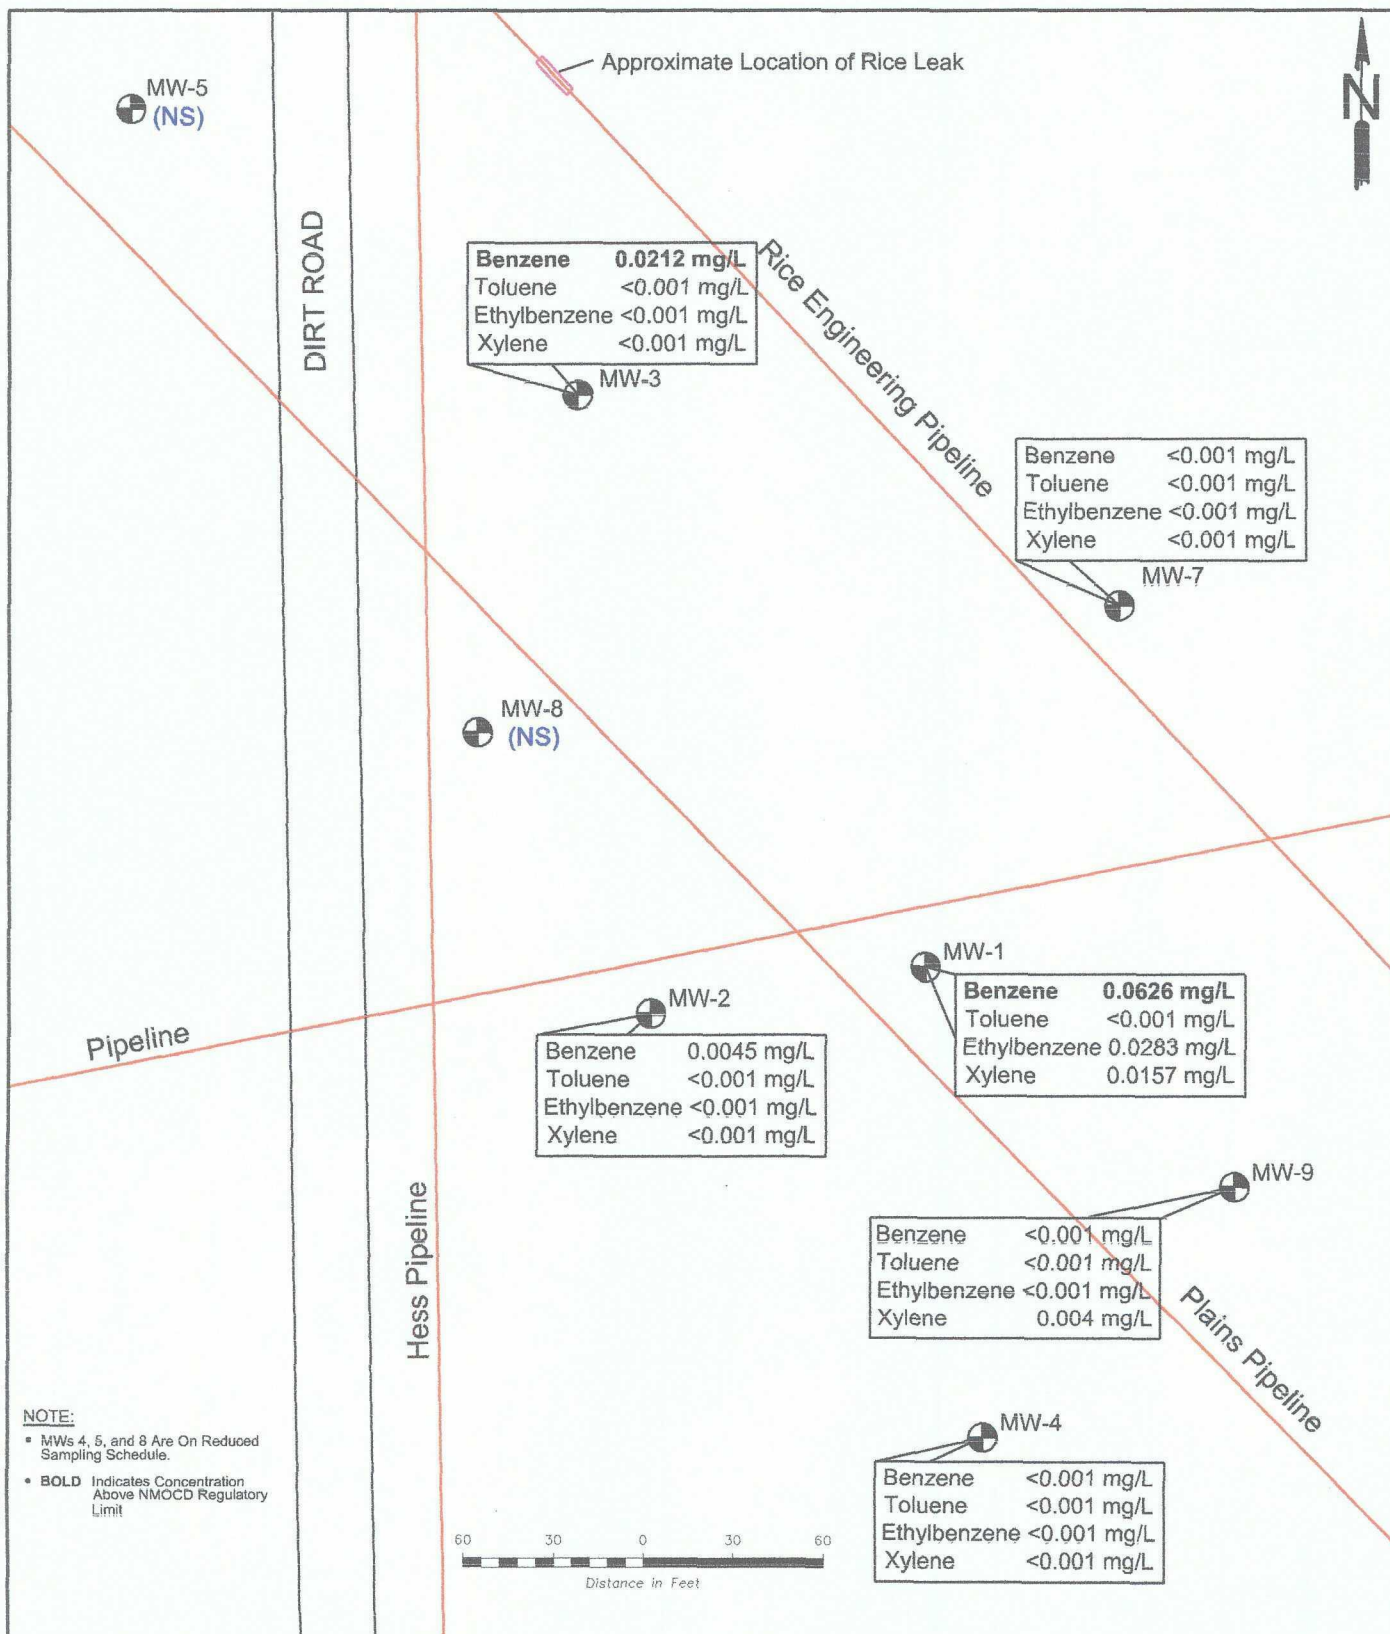 Approximate Location of Rice Leak
N
MW-5
(NS)
DIRT ROAD
Benzene 0.0212 mg/L
Toluene <0.001 mg/L
Ethylbenzene <0.001 mg/L
Xylene <0.001 mg/L
MW-3
Rice Engineering Pipeline
Benzene <0.001 mg/L
Toluene <0.001 mg/L
Ethylbenzene <0.001 mg/L
Xylene <0.001 mg/L
MW-7
MW-8
(NS)
MW-1
Benzene 0.0626 mg/L
Toluene <0.001 mg/L
Ethylbenzene 0.0283 mg/L
Xylene 0.0157 mg/L
MW-2
Benzene 0.0045 mg/L
Toluene <0.001 mg/L
Ethylbenzene <0.001 mg/L
Xylene <0.001 mg/L
Pipeline
Hess Pipeline
MW-9
Benzene <0.001 mg/L
Toluene <0.001 mg/L
Ethylbenzene <0.001 mg/L
Xylene 0.004 mg/L
Plains Pipeline
MW-4
Benzene <0.001 mg/L
Toluene <0.001 mg/L
Ethylbenzene <0.001 mg/L
Xylene <0.001 mg/L
NOTE:
• MWs 4, 5, and 8 Are On Reduced
Sampling Schedule.
• BOLD Indicates Concentration
Above NMOCD Regulatory
Limit
60 30 0 30 60
Distance in Feet